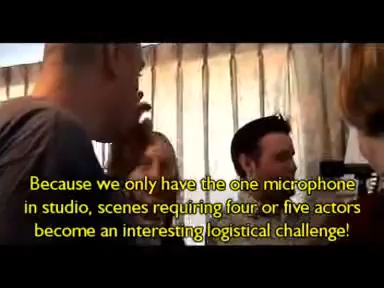 Because we only have the one microphone
in studio, scenes requiring four or five actors
become an interesting logistical challenge!